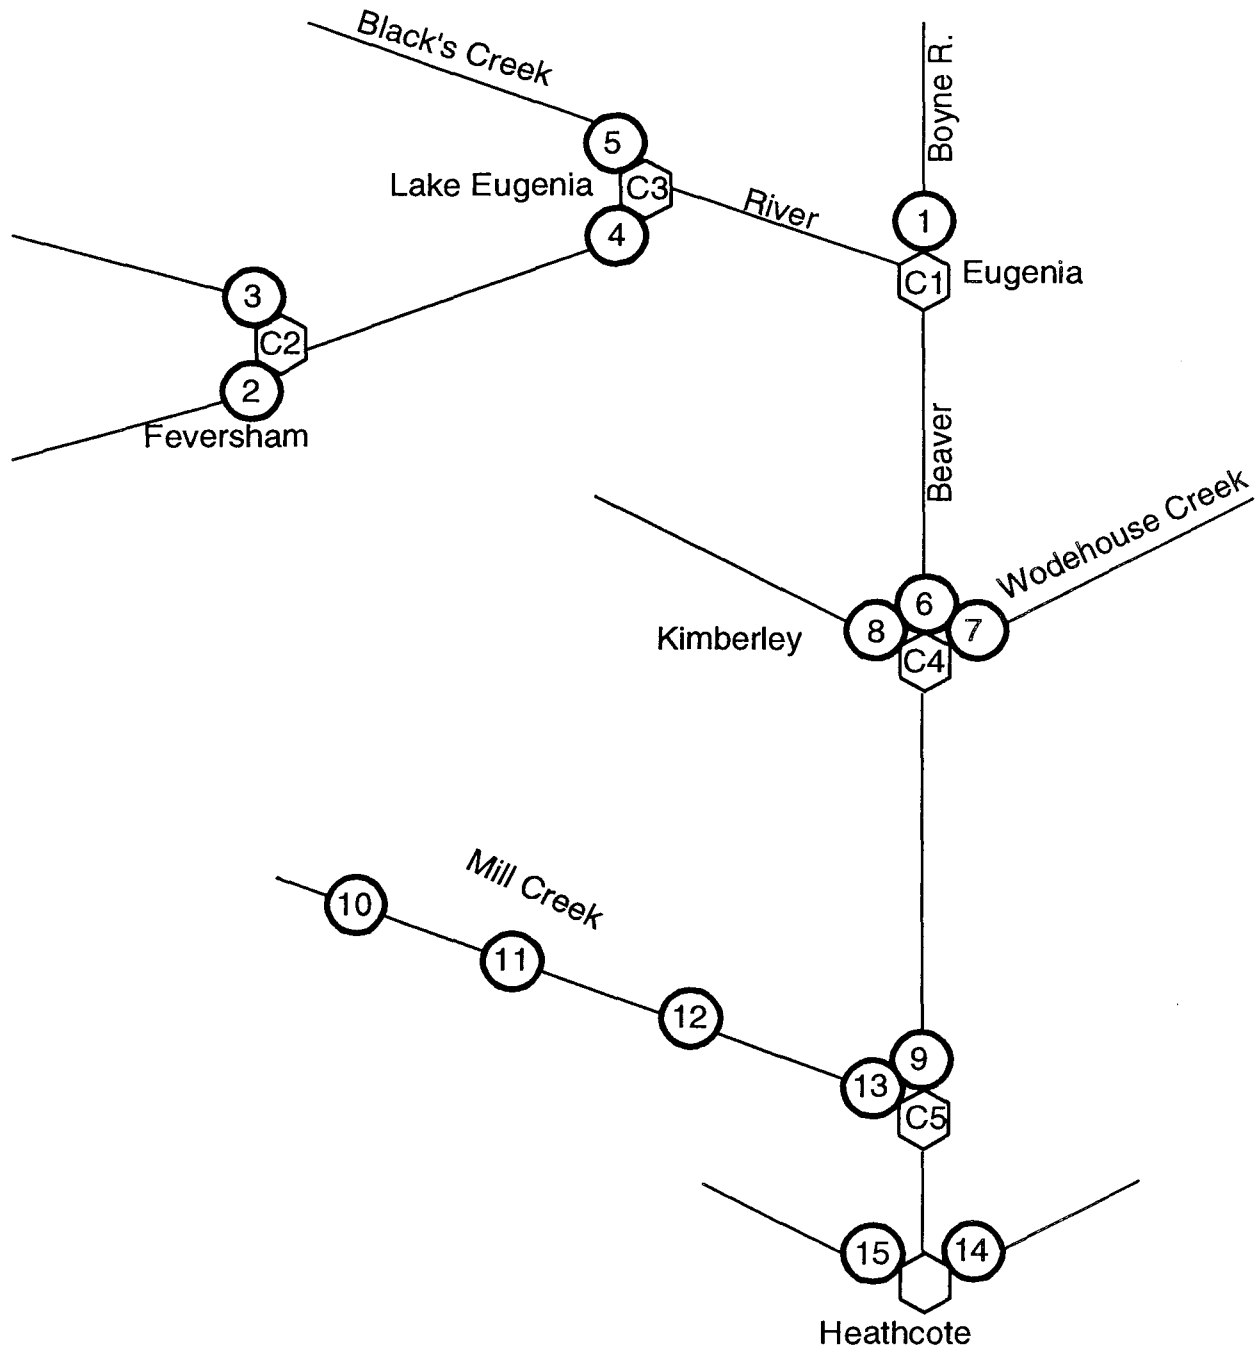 Black's Creek
Boyne R.
5
Lake Eugenia
C3
River
1
4
C1
Eugenia
3
C2
2
Feversham
Beaver
Wodehouse Creek
6
8
7
Kimberley
C4
Mill Creek
10
11
12
9
13
C5
15
14
Heathcote